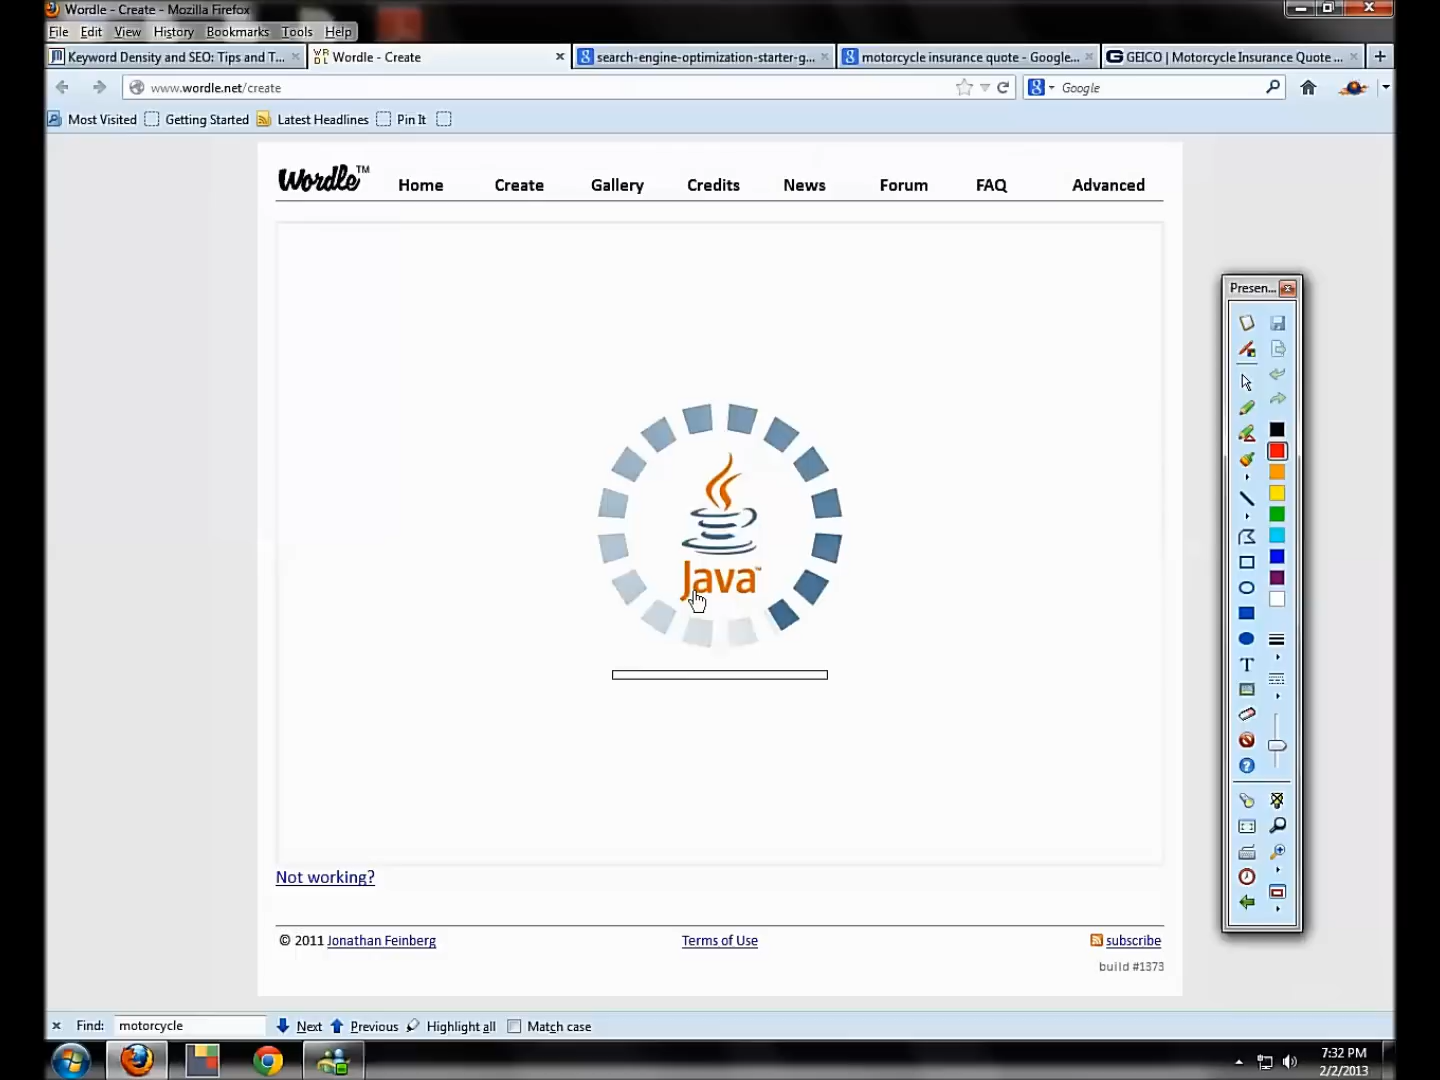 Wordle - Create - Mozilla Firefox
File Edit View History Bookmarks Tools Help
Keyword Density and SEO: Tips and T... Wordle - Create search-engine-optimization-starter-g... motorcycle insurance quote - Google... GEICO | Motorcycle Insurance Quote ...
www.wordle.net/create Google
Most Visited Getting Started Latest Headlines Pin It
Wordle™ Home Create Gallery Credits News Forum FAQ Advanced
Presen...
Java™
T
Not working?
© 2011 Jonathan Feinberg Terms of Use subscribe
build #1373
Find: motorcycle Next Previous Highlight all Match case
7:32 PM
2/2/2013